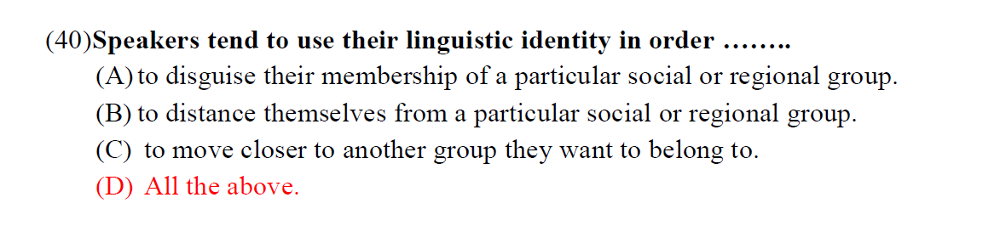 (40)Speakers tend to use their linguistic identity in order ........
(A) to disguise their membership of a particular social or regional group.
(B) to distance themselves from a particular social or regional group.
(C) to move closer to another group they want to belong to.
(D) All the above.